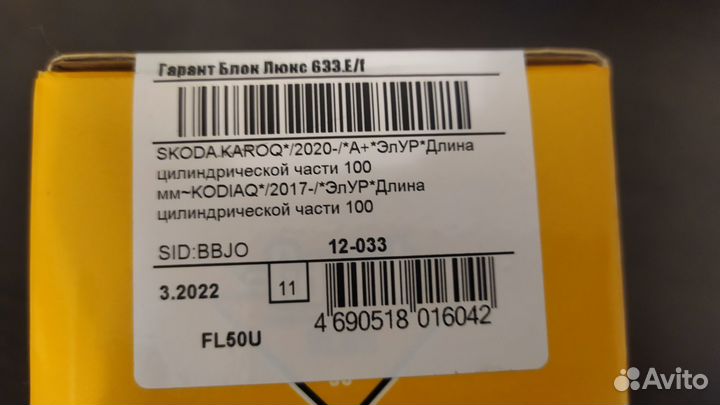 Гарант Блок Люкс 633.E/f
SKODA.KAROQ*/2020-/*A+*ЭлУР*Длина
цилиндрической части 100
мм~KODIAQ*/2017-/*ЭлУР*Длина
цилиндрической части 100
SID:BBJO 12-033
3.2022 11
4 690518 016042
FL50U
Avito